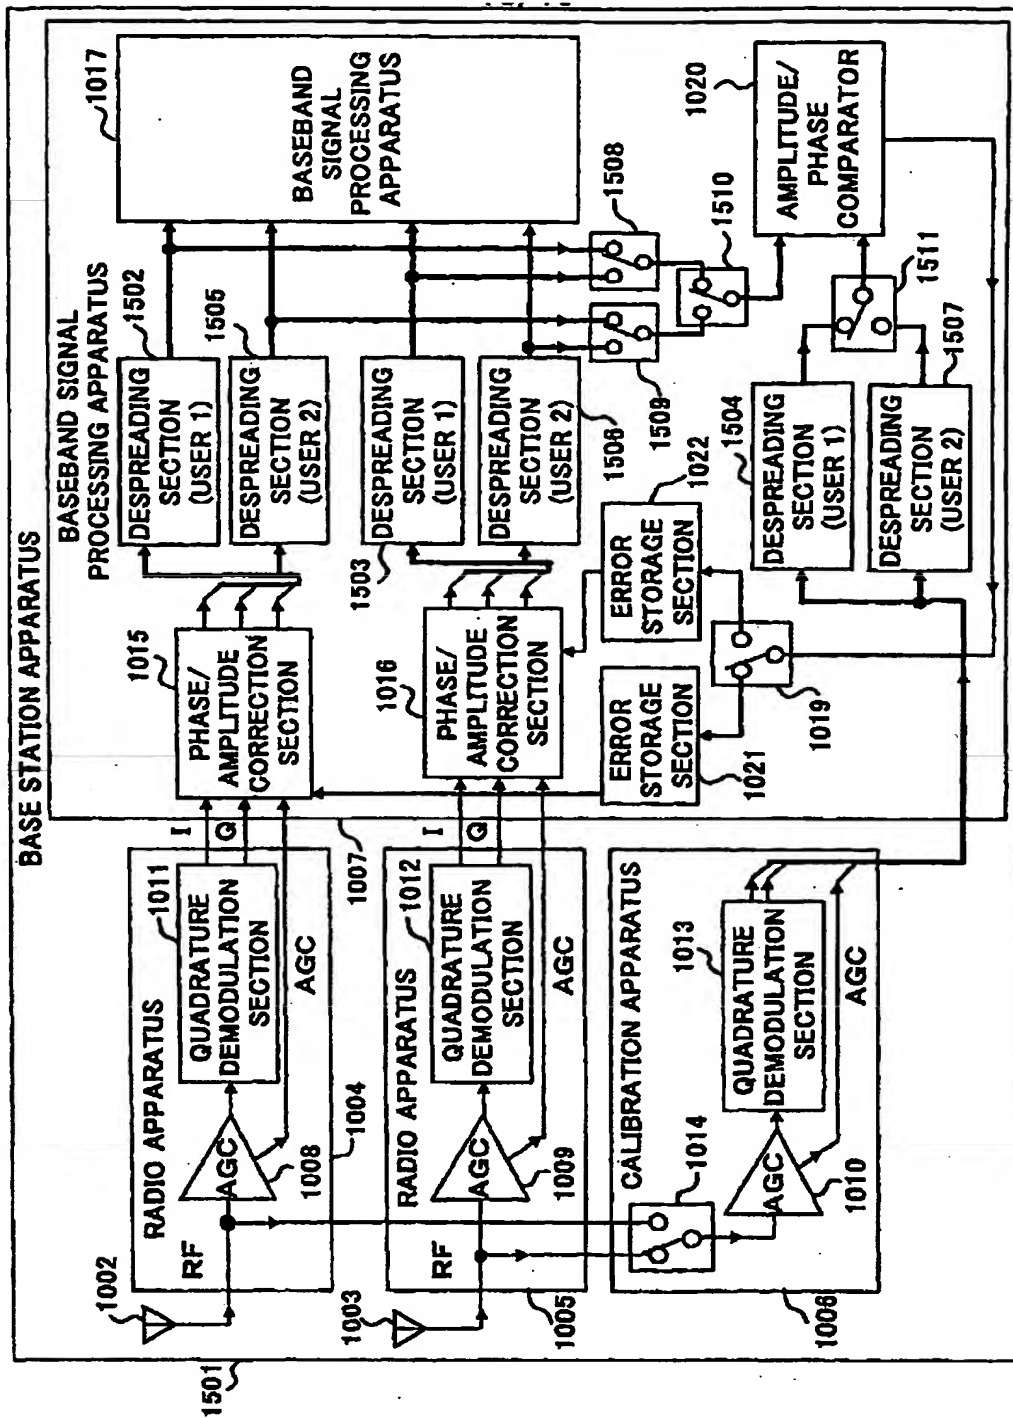 BASE STATION APPARATUS
1501
1002
1003
RADIO APPARATUS
RF
AGC
1008
1004
QUADRATURE
DEMODULATION
SECTION
1011
AGC
I
Q
RADIO APPARATUS
RF
AGC
1009
1005
QUADRATURE
DEMODULATION
SECTION
1012
AGC
I
Q
CALIBRATION APPARATUS
1014
AGC
1010
1006
QUADRATURE
DEMODULATION
SECTION
1013
AGC
BASEBAND SIGNAL
PROCESSING APPARATUS
1007
PHASE/
AMPLITUDE
CORRECTION
SECTION
1015
PHASE/
AMPLITUDE
CORRECTION
SECTION
1016
ERROR
STORAGE
SECTION
1021
ERROR
STORAGE
SECTION
1022
1019
DESPREADING
SECTION
(USER 1)
1502
DESPREADING
SECTION
(USER 2)
1505
DESPREADING
SECTION
(USER 1)
1503
DESPREADING
SECTION
(USER 2)
1506
DESPREADING
SECTION
(USER 1)
1504
DESPREADING
SECTION
(USER 2)
1507
1508
1509
1510
1511
BASEBAND
SIGNAL
PROCESSING
APPARATUS
1017
AMPLITUDE/
PHASE
COMPARATOR
1020